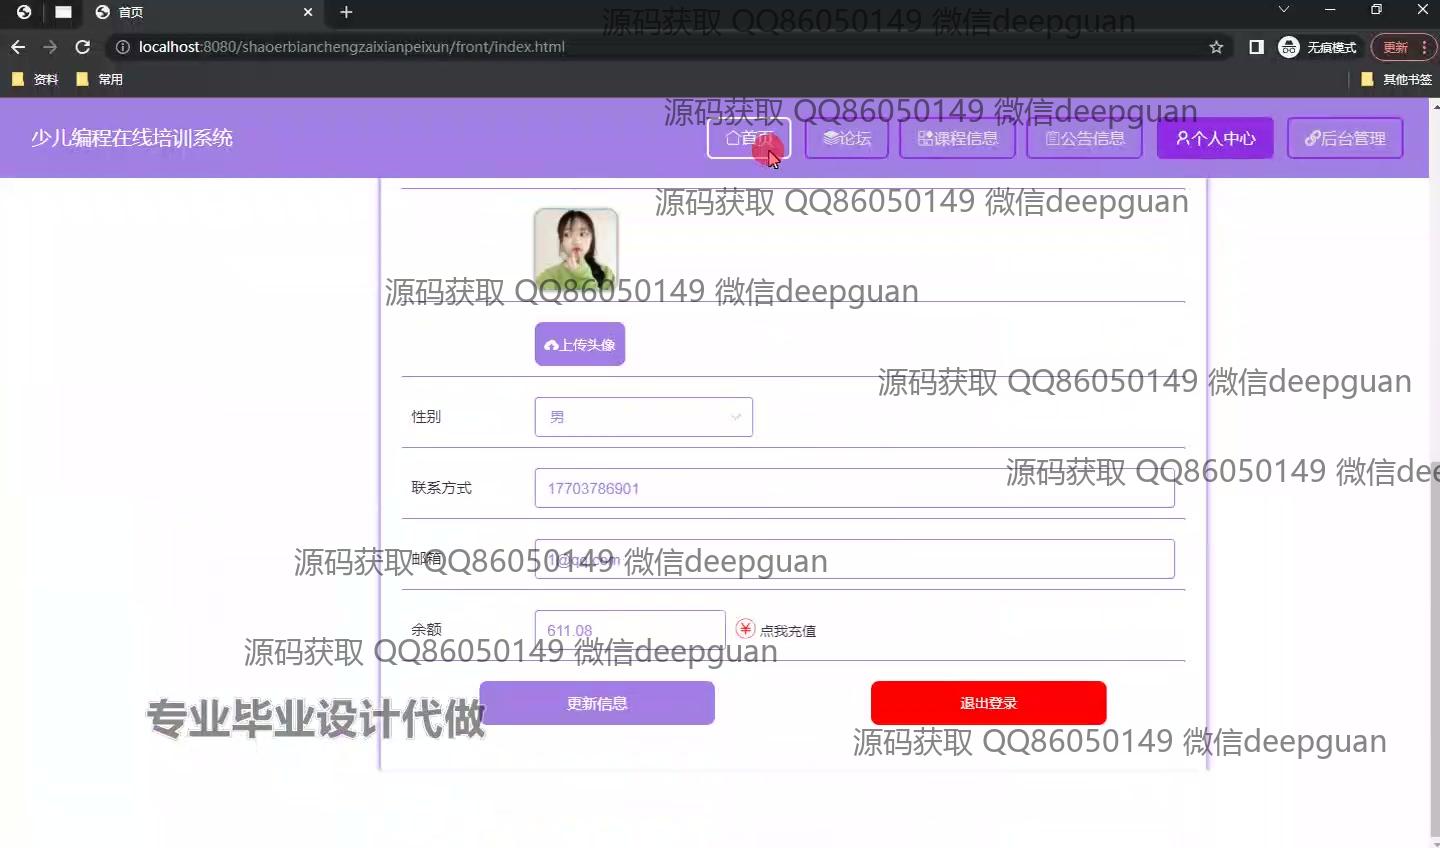 首页
源码获取 QQ86050149 微信deepguan
localhost:8080/shaoerbianchengzaixianpeixun/front/index.html
无痕模式
更新
资料
常用
其他书签
源码获取 QQ86050149 微信deepguan
少儿编程在线培训系统
首页
论坛
课程信息
公告信息
个人中心
后台管理
源码获取 QQ86050149 微信deepguan
源码获取 QQ86050149 微信deepguan
上传头像
源码获取 QQ86050149 微信deepguan
性别
男
源码获取 QQ86050149 微信dee
联系方式
17703786901
邮箱
1@qq.com
源码获取 QQ86050149 微信deepguan
余额
611.08
点我充值
源码获取 QQ86050149 微信deepguan
更新信息
退出登录
专业毕业设计代做
源码获取 QQ86050149 微信deepguan